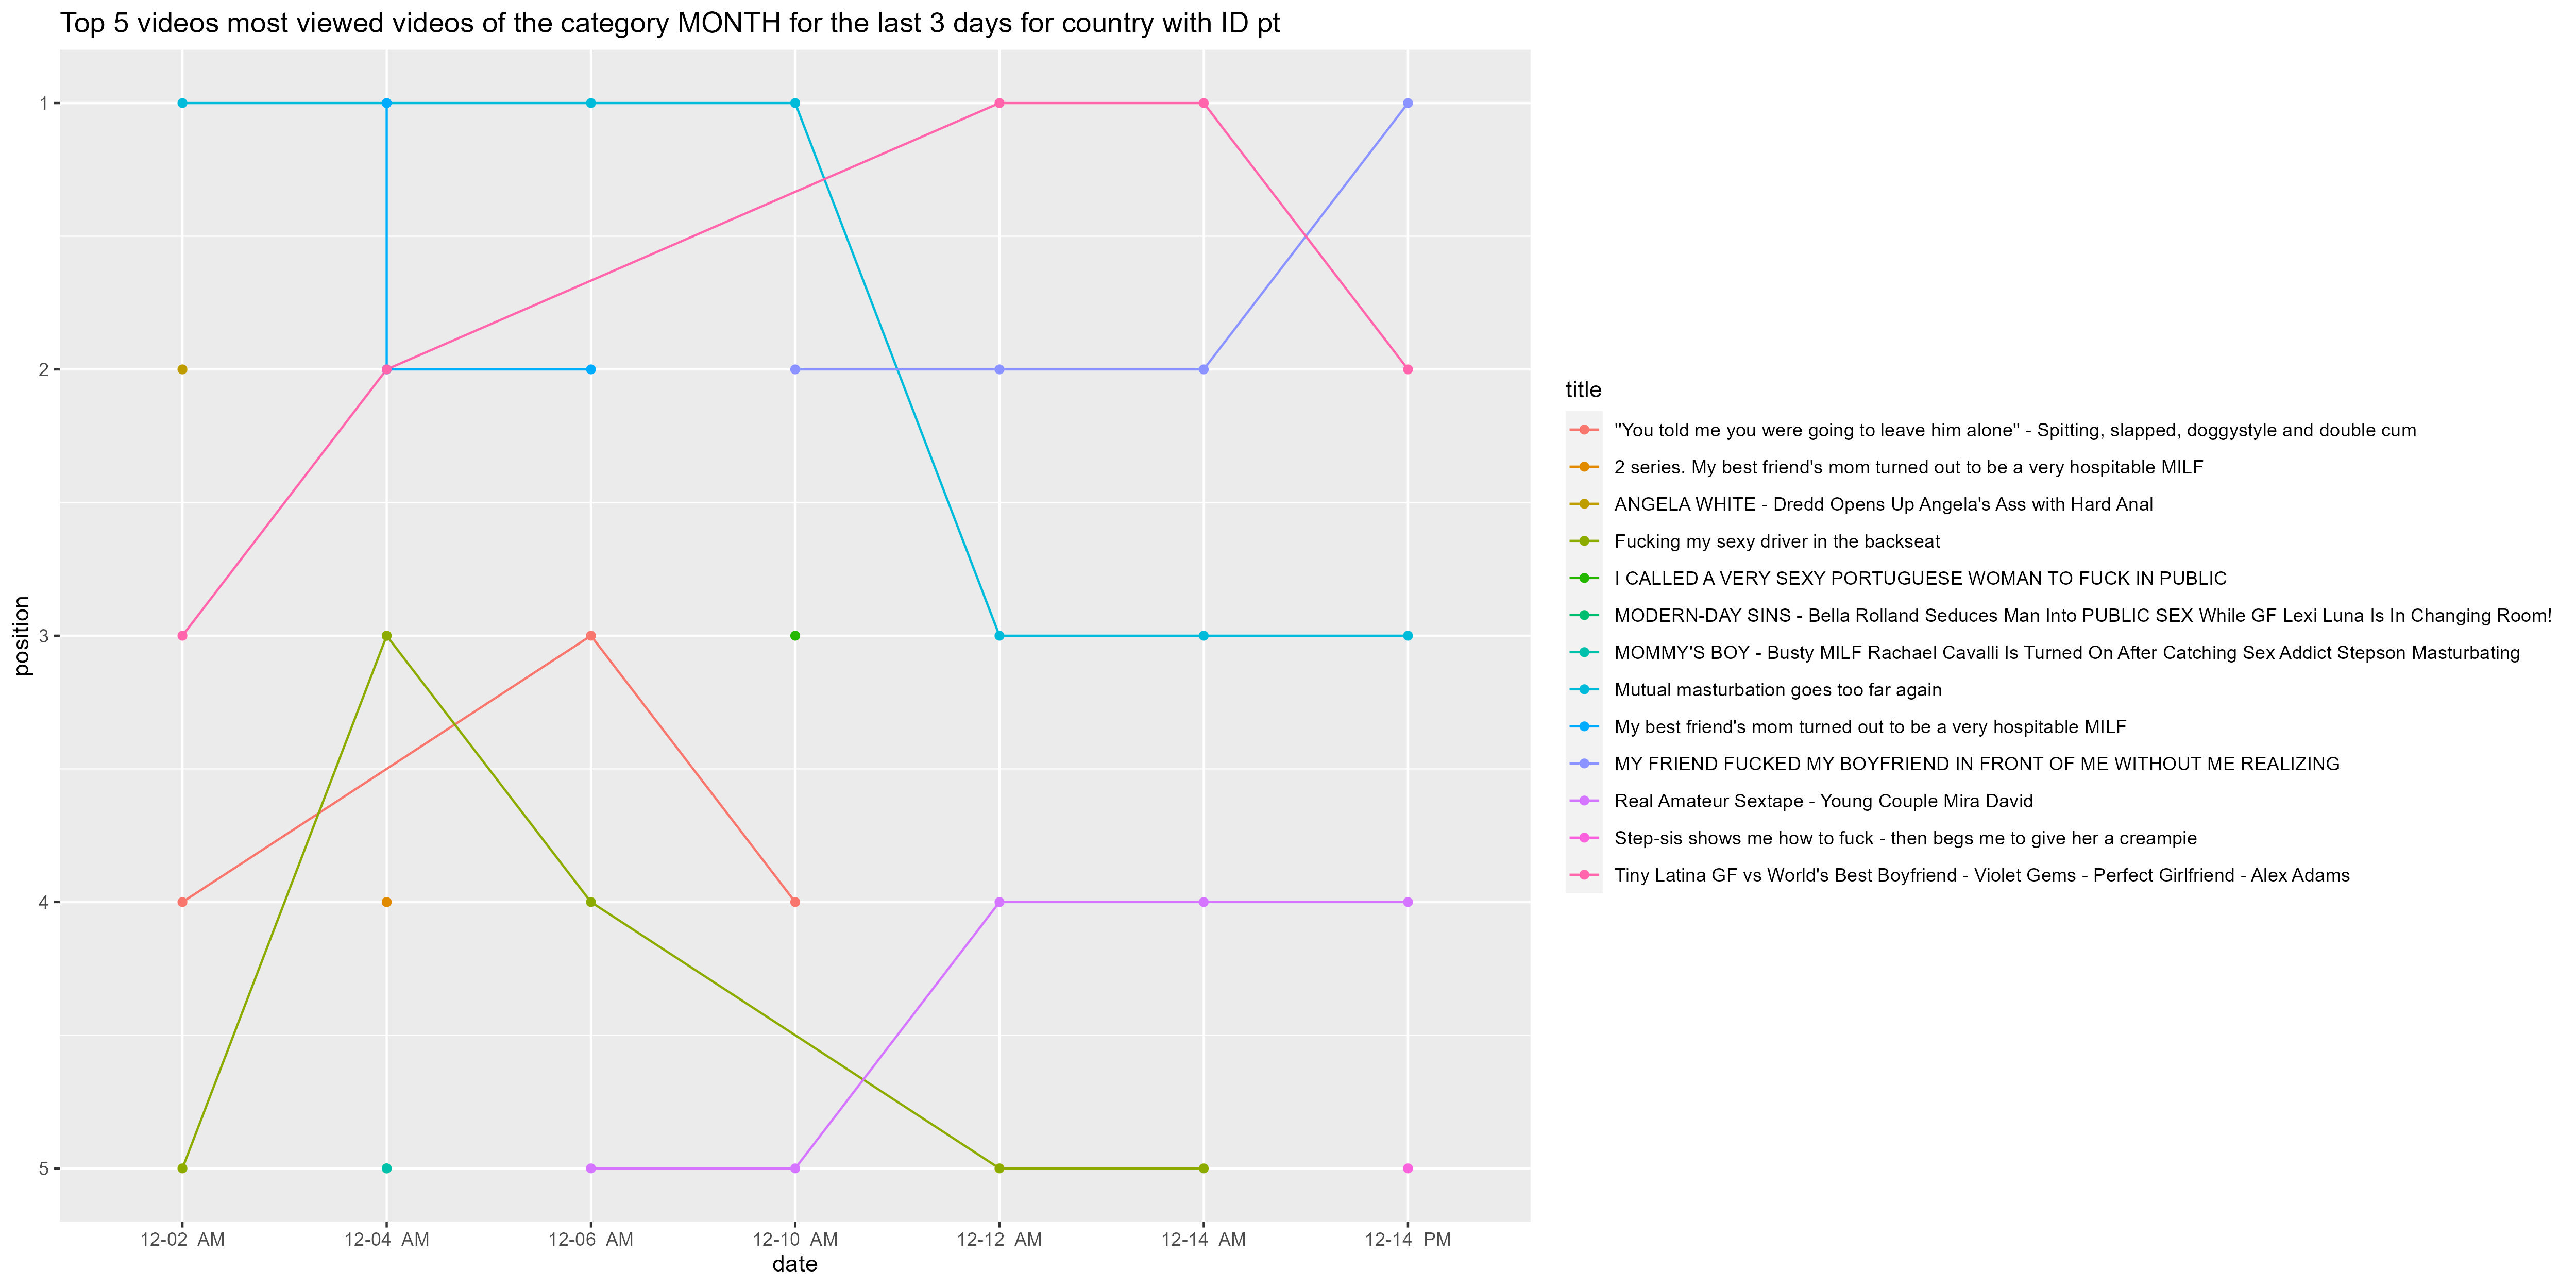 Top 5 videos most viewed videos of the category MONTH for the last 3 days for country with ID pt
1
2
3
4
5
position
12-02  AM
12-04  AM
12-06  AM
12-10  AM
12-12  AM
12-14  AM
12-14  PM
date
title
"You told me you were going to leave him alone" - Spitting, slapped, doggystyle and double cum
2 series. My best friend's mom turned out to be a very hospitable MILF
ANGELA WHITE - Dredd Opens Up Angela's Ass with Hard Anal
Fucking my sexy driver in the backseat
I CALLED A VERY SEXY PORTUGUESE WOMAN TO FUCK IN PUBLIC
MODERN-DAY SINS - Bella Rolland Seduces Man Into PUBLIC SEX While GF Lexi Luna Is In Changing Room!
MOMMY'S BOY - Busty MILF Rachael Cavalli Is Turned On After Catching Sex Addict Stepson Masturbating
Mutual masturbation goes too far again
My best friend's mom turned out to be a very hospitable MILF
MY FRIEND FUCKED MY BOYFRIEND IN FRONT OF ME WITHOUT ME REALIZING
Real Amateur Sextape - Young Couple Mira David
Step-sis shows me how to fuck - then begs me to give her a creampie
Tiny Latina GF vs World's Best Boyfriend - Violet Gems - Perfect Girlfriend - Alex Adams